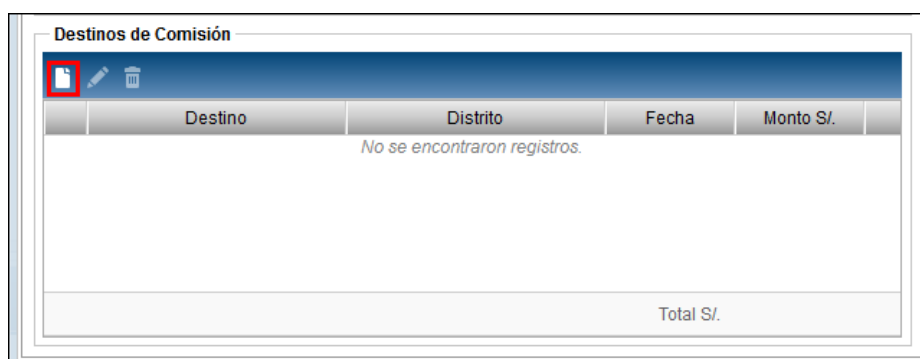 Destinos de Comisión
Destino Distrito Fecha Monto S/.
No se encontraron registros.
Total S/.